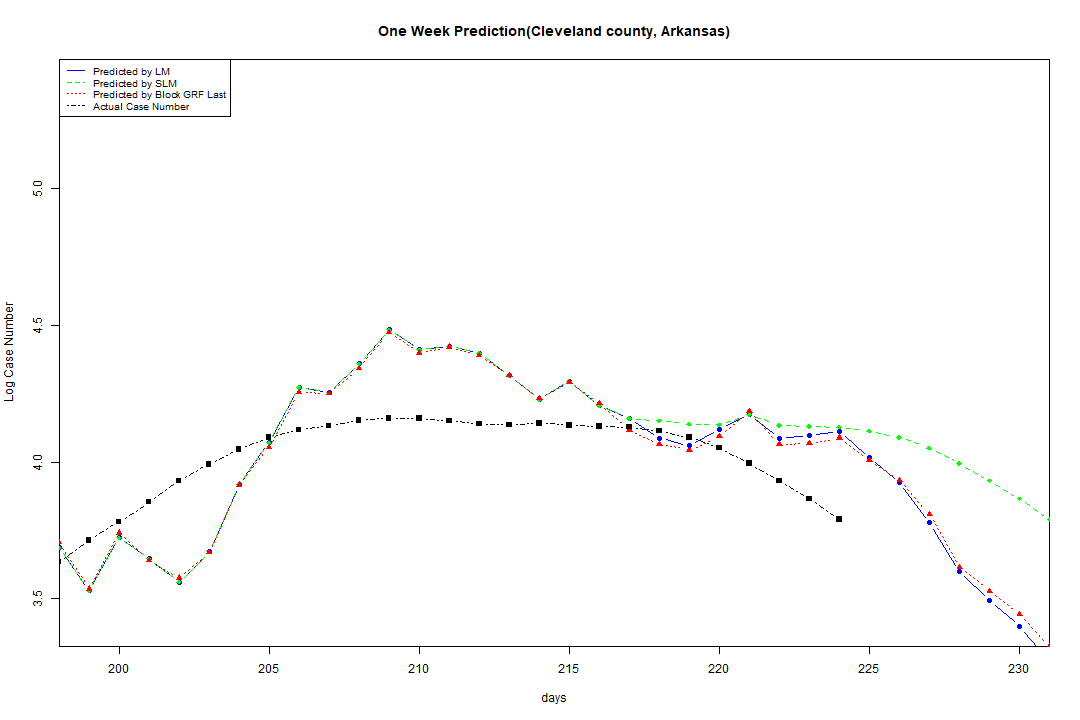 One Week Prediction(Cleveland county, Arkansas)
Predicted by LM
Predicted by SLM
Predicted by Block GRF Last
Actual Case Number
Log Case Number
5.0
4.5
4.0
3.5
200 205 210 215 220 225 230
days